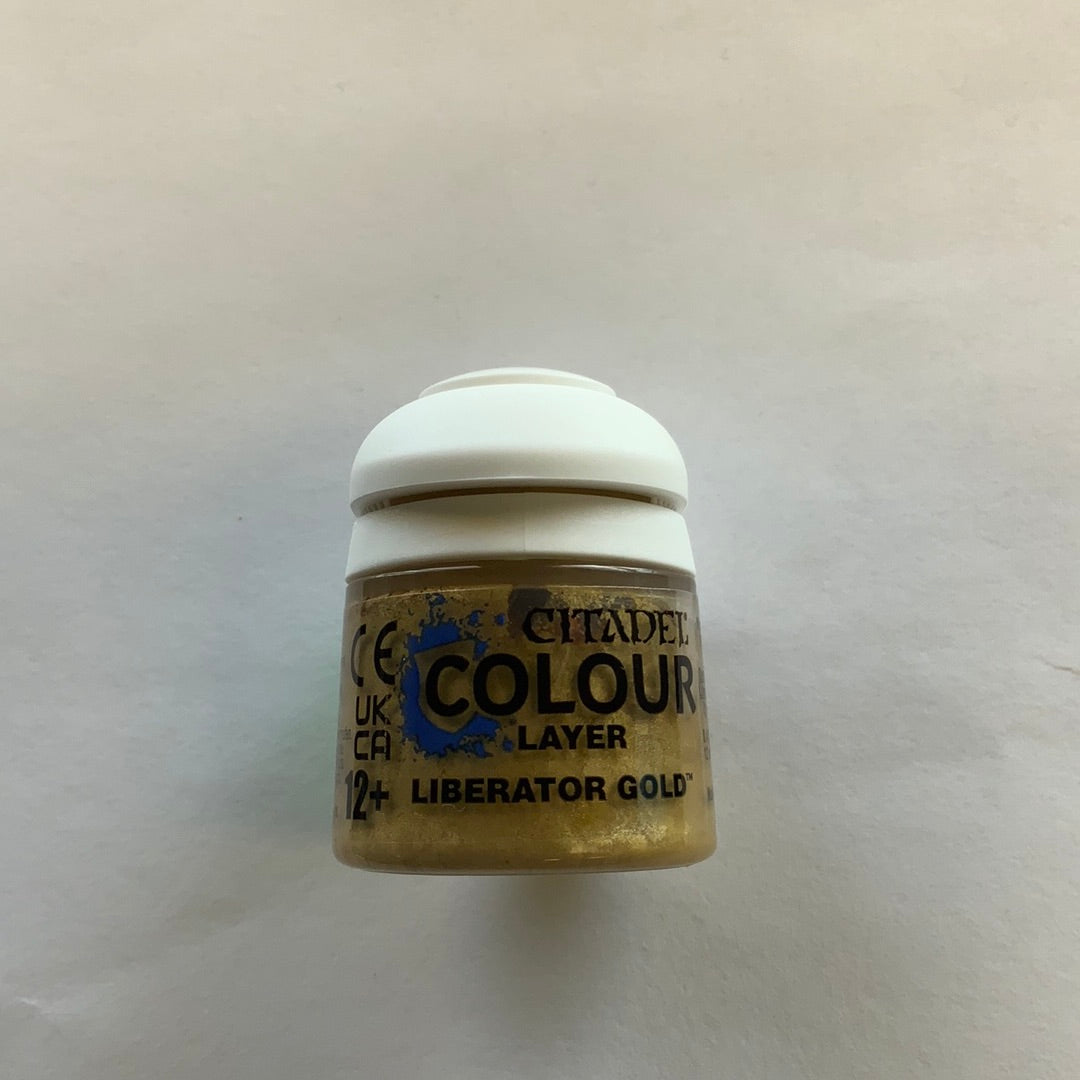 CE
UK
CA
12+
CITADEL
COLOUR
LAYER
LIBERATOR GOLD™